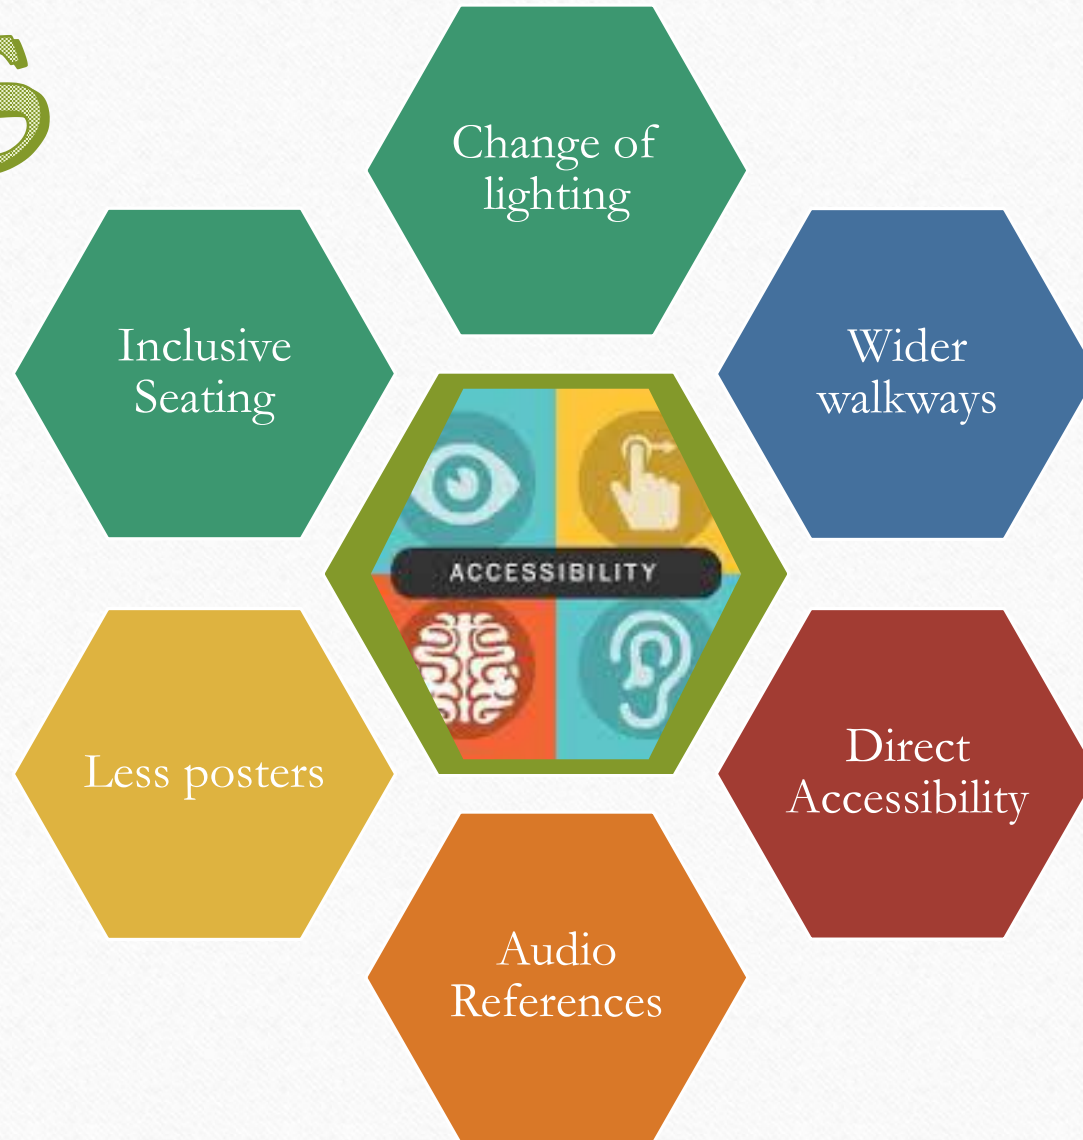 S
Change of
lighting
Inclusive
Seating
Wider
walkways
ACCESSIBILITY
Less posters
Direct
Accessibility
Audio
References